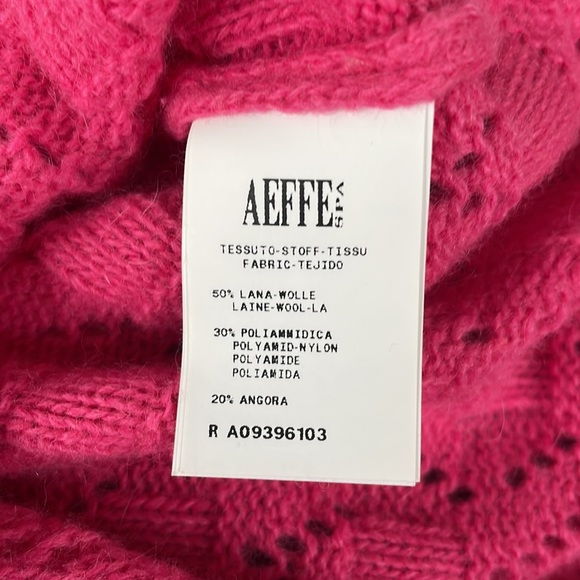 AEFFE SPA
TESSUTO-STOFF-TISSU
FABRIC-TEJIDO
50% LANA-WOLLE
LAINE-WOOL-LA
30% POLIAMMIDICA
POLYAMID-NYLON
POLYAMIDE
POLIAMIDA
20% ANGORA
R A09396103